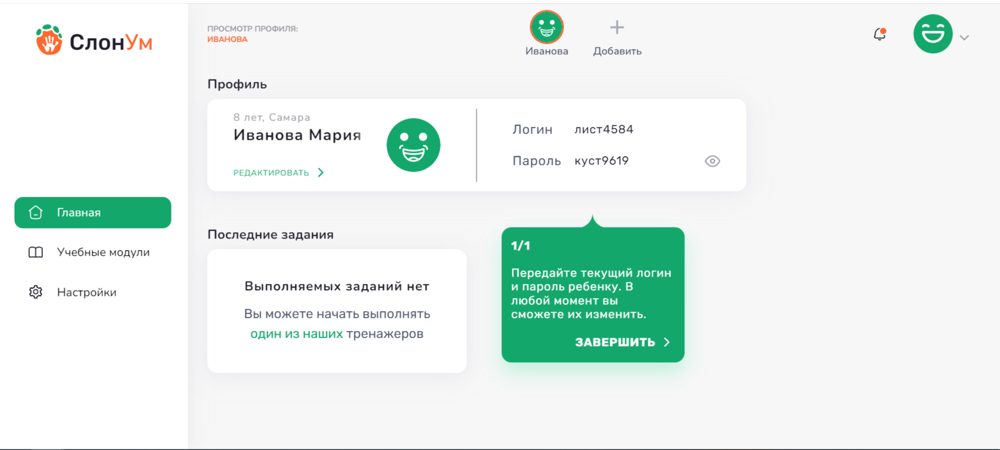 СлонУм
ПРОСМОТР ПРОФИЛЯ:
ИВАНОВА
Иванова
Добавить
Профиль
8 лет, Самара
Иванова Мария
РЕДАКТИРОВАТЬ
Логин лист4584
Пароль куст9619
Главная
Учебные модули
Настройки
Последние задания
Выполняемых заданий нет
Вы можете начать выполнять
один из наших тренажеров
1/1
Передайте текущий логин
и пароль ребенку. В
любой момент вы
сможете их изменить.
ЗАВЕРШИТЬ